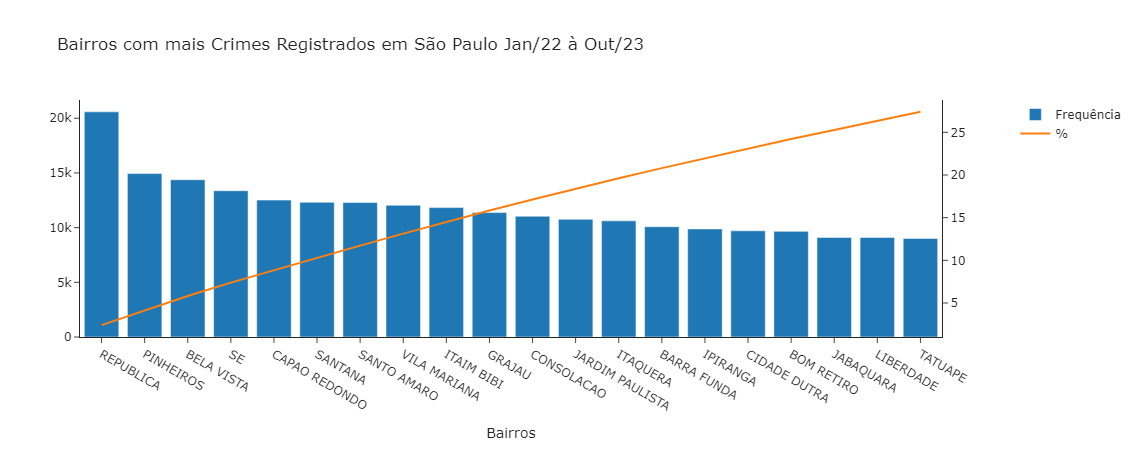 Bairros com mais Crimes Registrados em São Paulo Jan/22 à Out/23
20k
15k
10k
5k
0
25
20
15
10
5
Frequência
%
REPUBLICA
PINHEIROS
BELA VISTA
SE
CAPAO REDONDO
SANTANA
SANTO AMARO
VILA MARIANA
ITAIM BIBI
GRAJAU
CONSOLACAO
JARDIM PAULISTA
ITAQUERA
BARRA FUNDA
IPIRANGA
CIDADE DUTRA
BOM RETIRO
JABAQUARA
LIBERDADE
TATUAPE
Bairros